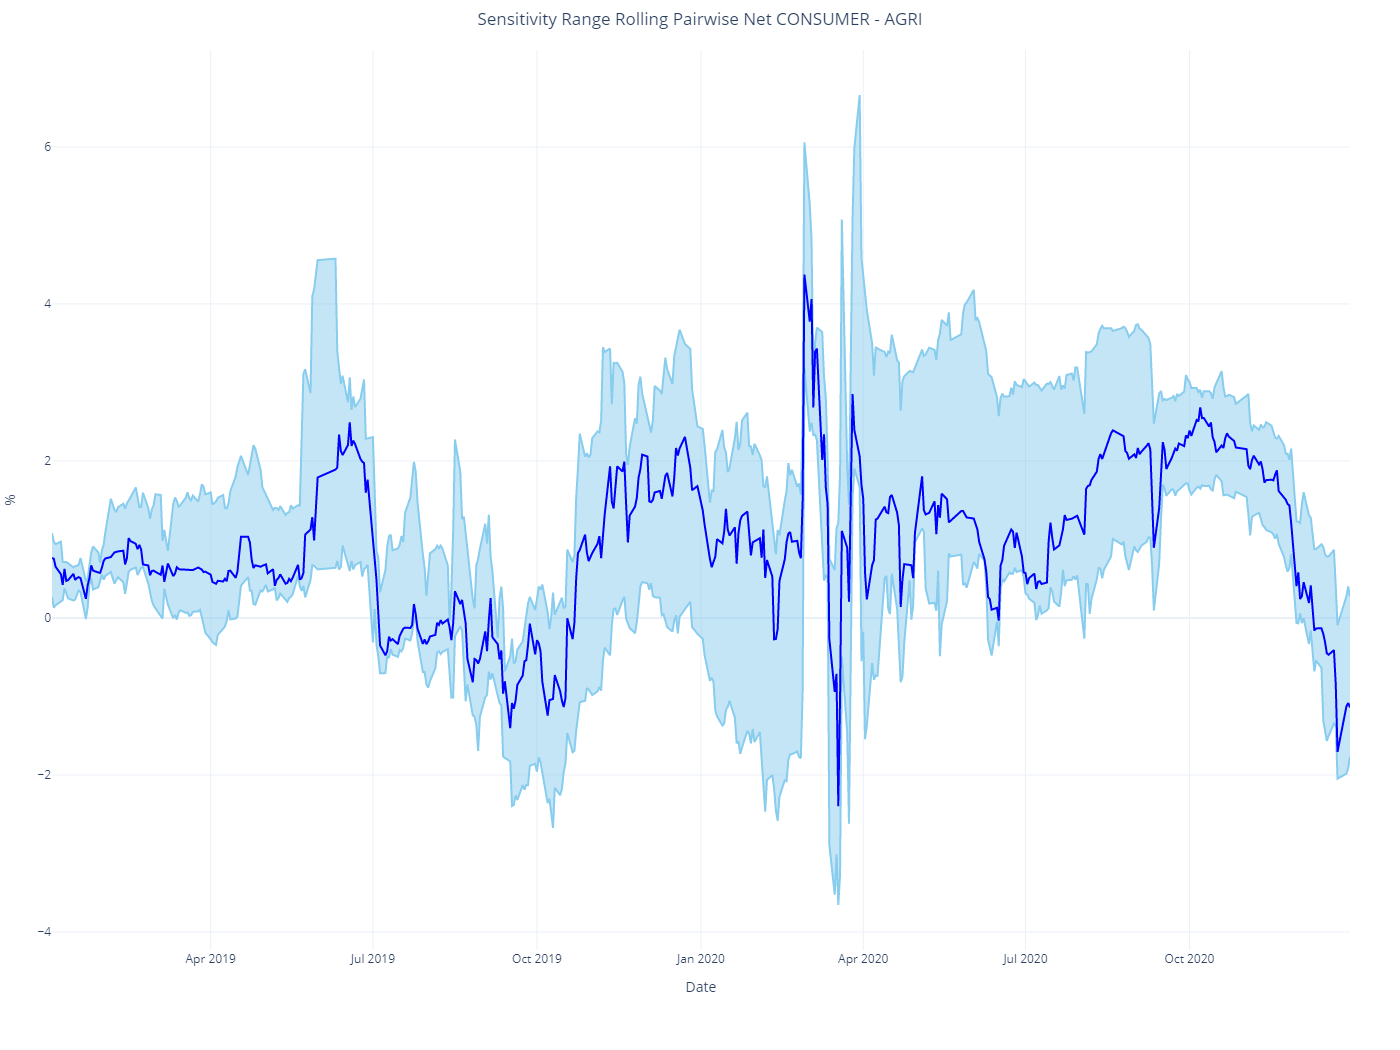 Sensitivity Range Rolling Pairwise Net CONSUMER - AGRI
6
4
2
0
−2
−4
%
Apr 2019
Jul 2019
Oct 2019
Jan 2020
Apr 2020
Jul 2020
Oct 2020
Date